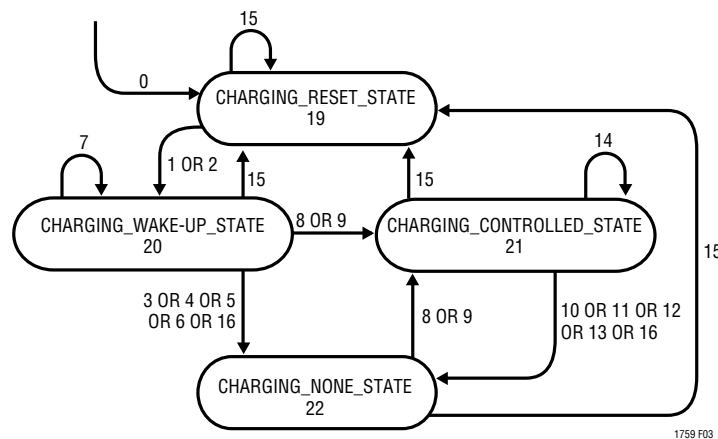 15
0
CHARGING_RESET_STATE
19
7
1 OR 2
15
15
14
CHARGING_WAKE-UP_STATE
20
8 OR 9
CHARGING_CONTROLLED_STATE
21
15
3 OR 4 OR 5
OR 6 OR 16
8 OR 9
10 OR 11 OR 12
OR 13 OR 16
CHARGING_NONE_STATE
22
1759 F03